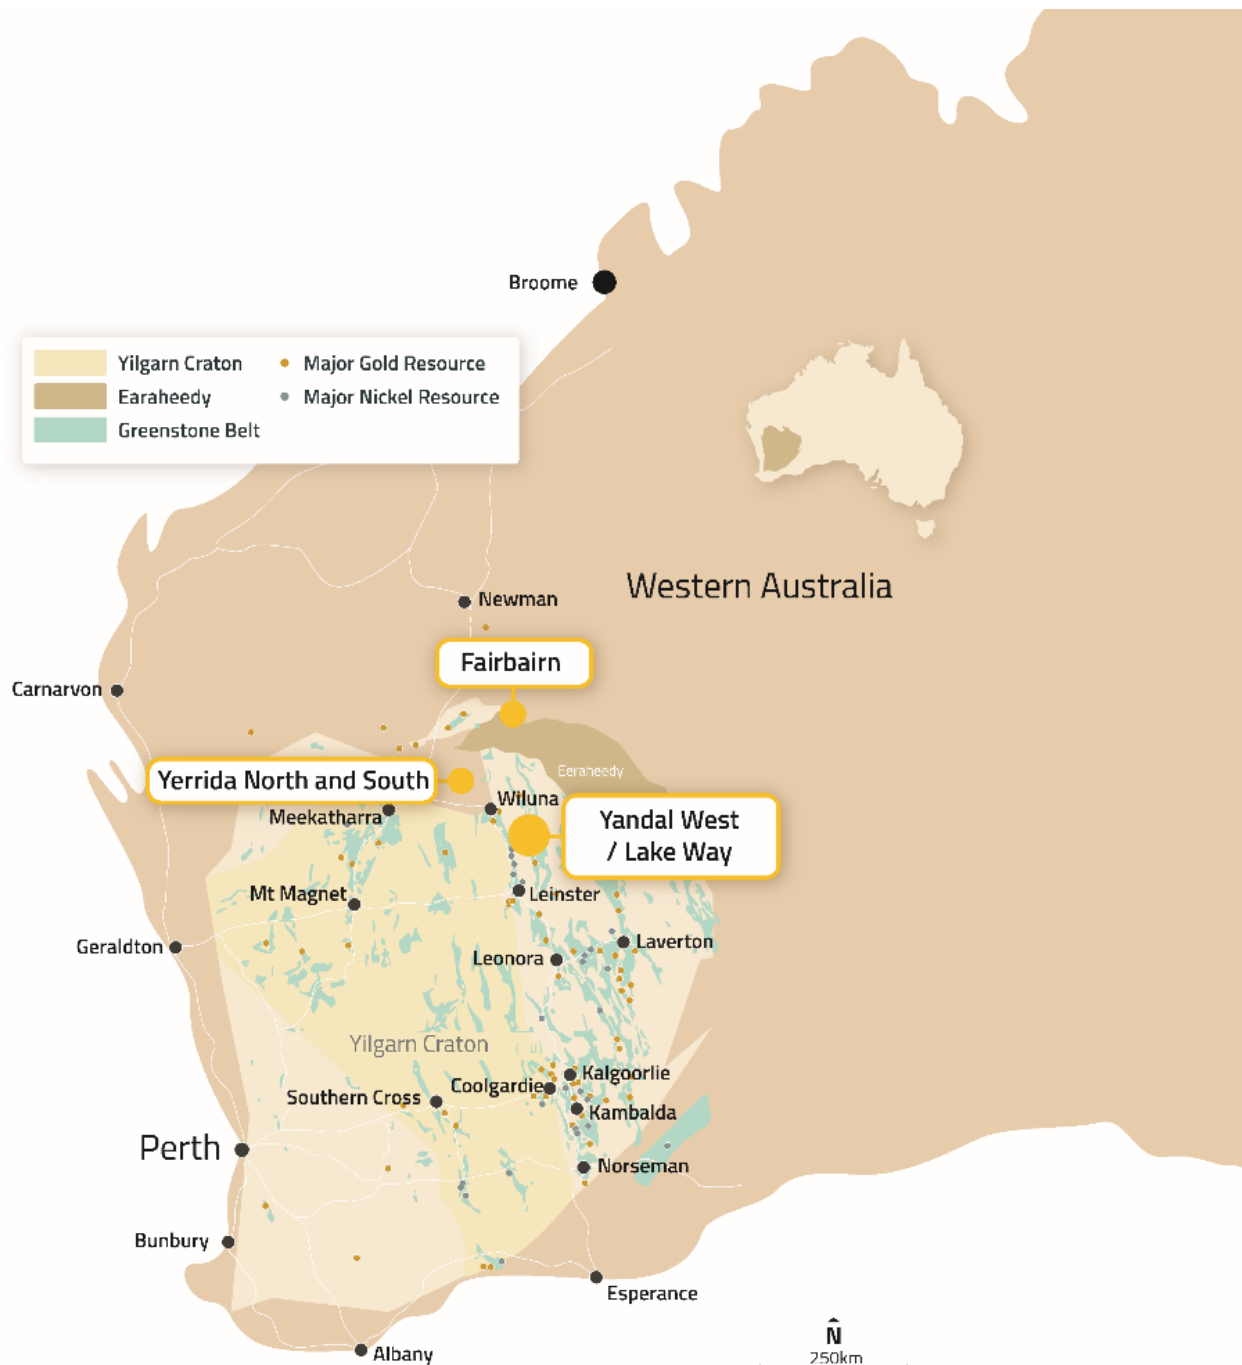 Broome
Yilgarn Craton
Major Gold Resource
Earaheedy
Major Nickel Resource
Greenstone Belt
Western Australia
Newman
Fairbairn
Carnarvon
Eeraheedy
Yerrida North and South
Wiluna
Meekatharra
Yandal West
/ Lake Way
Mt Magnet
Leinster
Geraldton
Laverton
Leonora
Yilgarn Craton
Kalgoorlie
Coolgardie
Southern Cross
Kambalda
Perth
Norseman
Bunbury
Esperance
N
250km
Albany